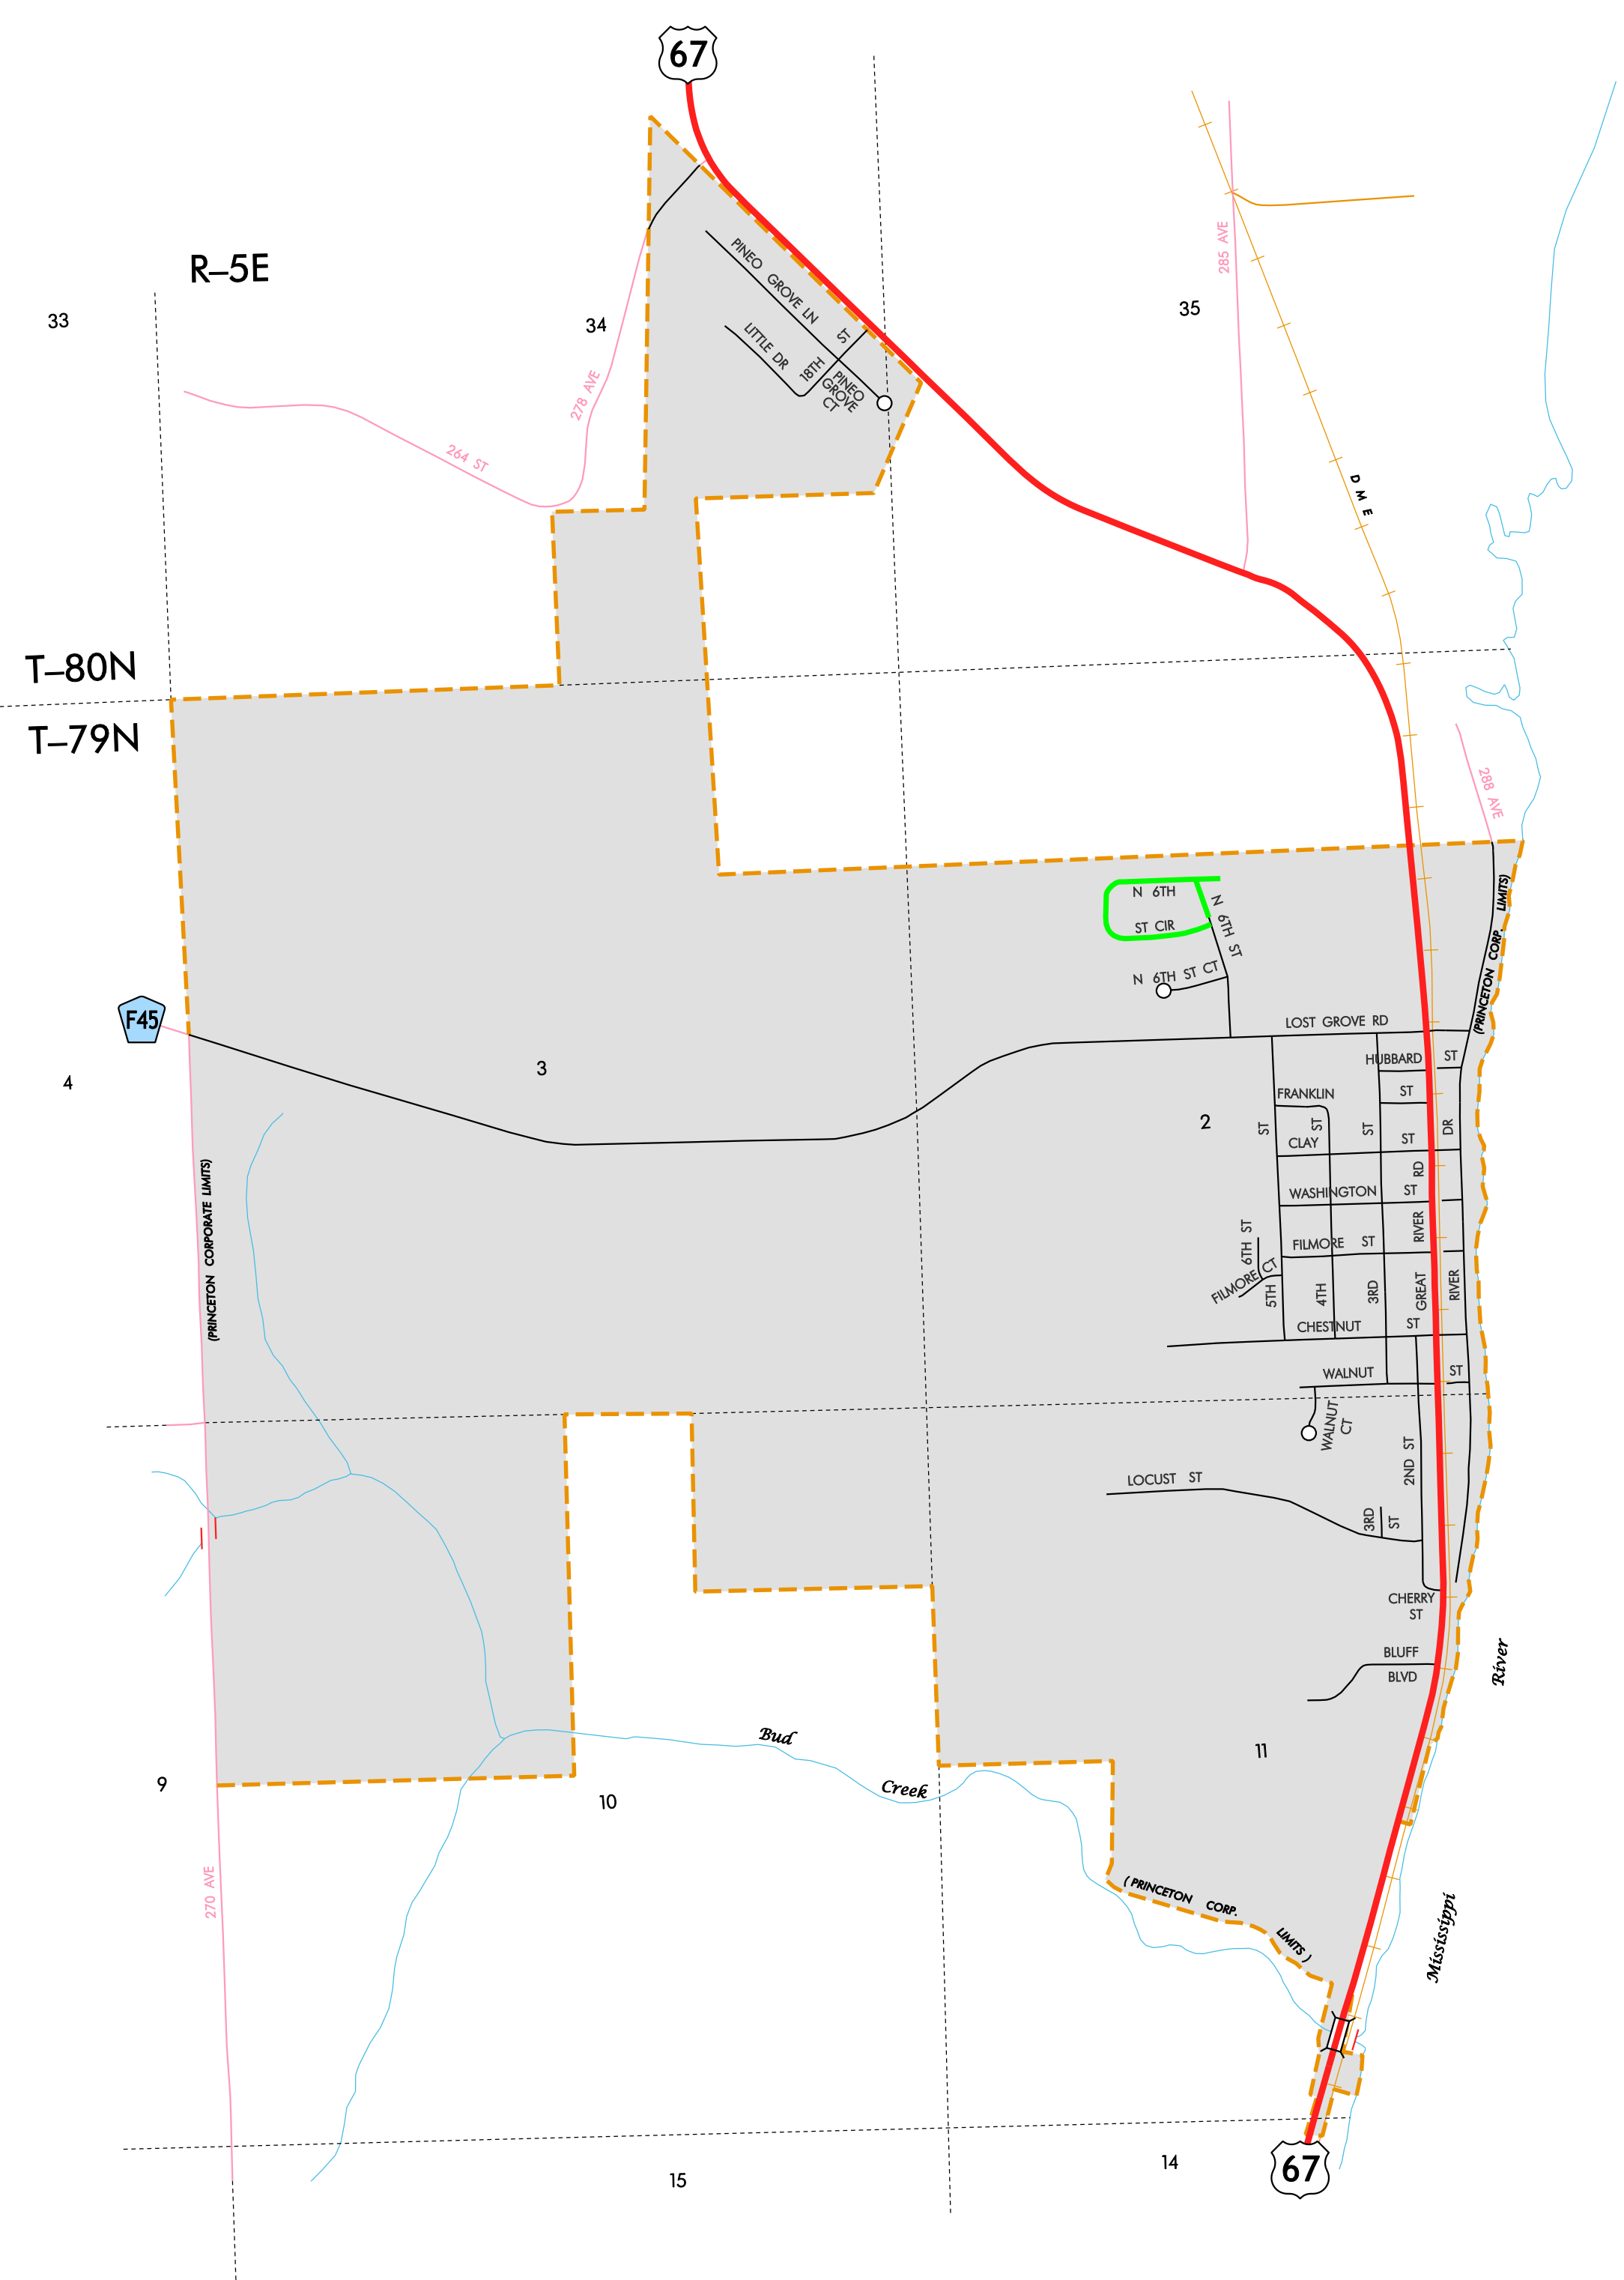 67
R–5E
33
34
35
285 AVE
PINEO GROVE LN
ST
LITTLE DR
18TH
PINEO
GROVE
CT
278 AVE
264 ST
D M E
T–80N
T–79N
288 AVE
N 6TH
ST CIR
N 6TH ST
N 6TH ST CT
(PRINCETON CORP. LIMITS)
F45
LOST GROVE RD
3
4
HUBBARD ST
FRANKLIN ST
2
ST
ST
ST
DR
CLAY ST
RD
(PRINCETON CORPORATE LIMITS)
WASHINGTON ST
6TH ST
FILMORE ST
RIVER
FILMORE CT
5TH
4TH
3RD
GREAT
RIVER
CHESTNUT ST
WALNUT ST
WALNUT
CT
2ND ST
LOCUST ST
3RD
ST
CHERRY
ST
BLUFF
BLVD
River
Bud
11
9
Creek
10
270 AVE
( PRINCETON CORP.
LIMITS )
Mississippi
14
67
15